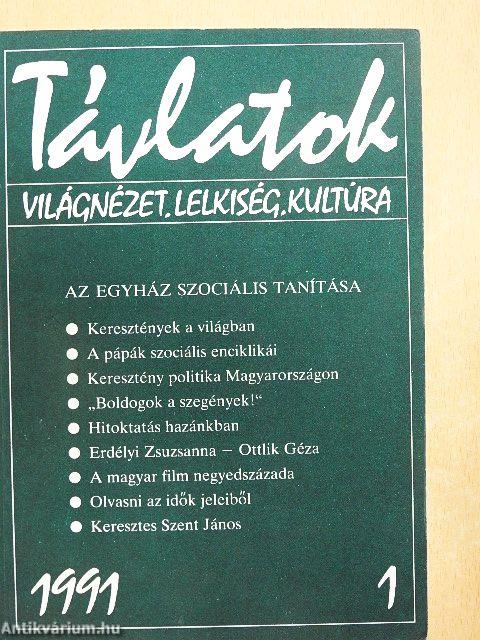 Távlatok
VILÁGNÉZET.LELKISÉG.KULTÚRA
AZ EGYHÁZ SZOCIÁLIS TANÍTÁSA
● Keresztények a világban
● A pápák szociális enciklikái
● Keresztény politika Magyarországon
● „Boldogok a szegények!"
● Hitoktatás hazánkban
● Erdélyi Zsuzsanna – Ottlik Géza
● A magyar film negyedszázada
● Olvasni az idők jeleiből
● Keresztes Szent János
1991 1
Antikvárium.hu